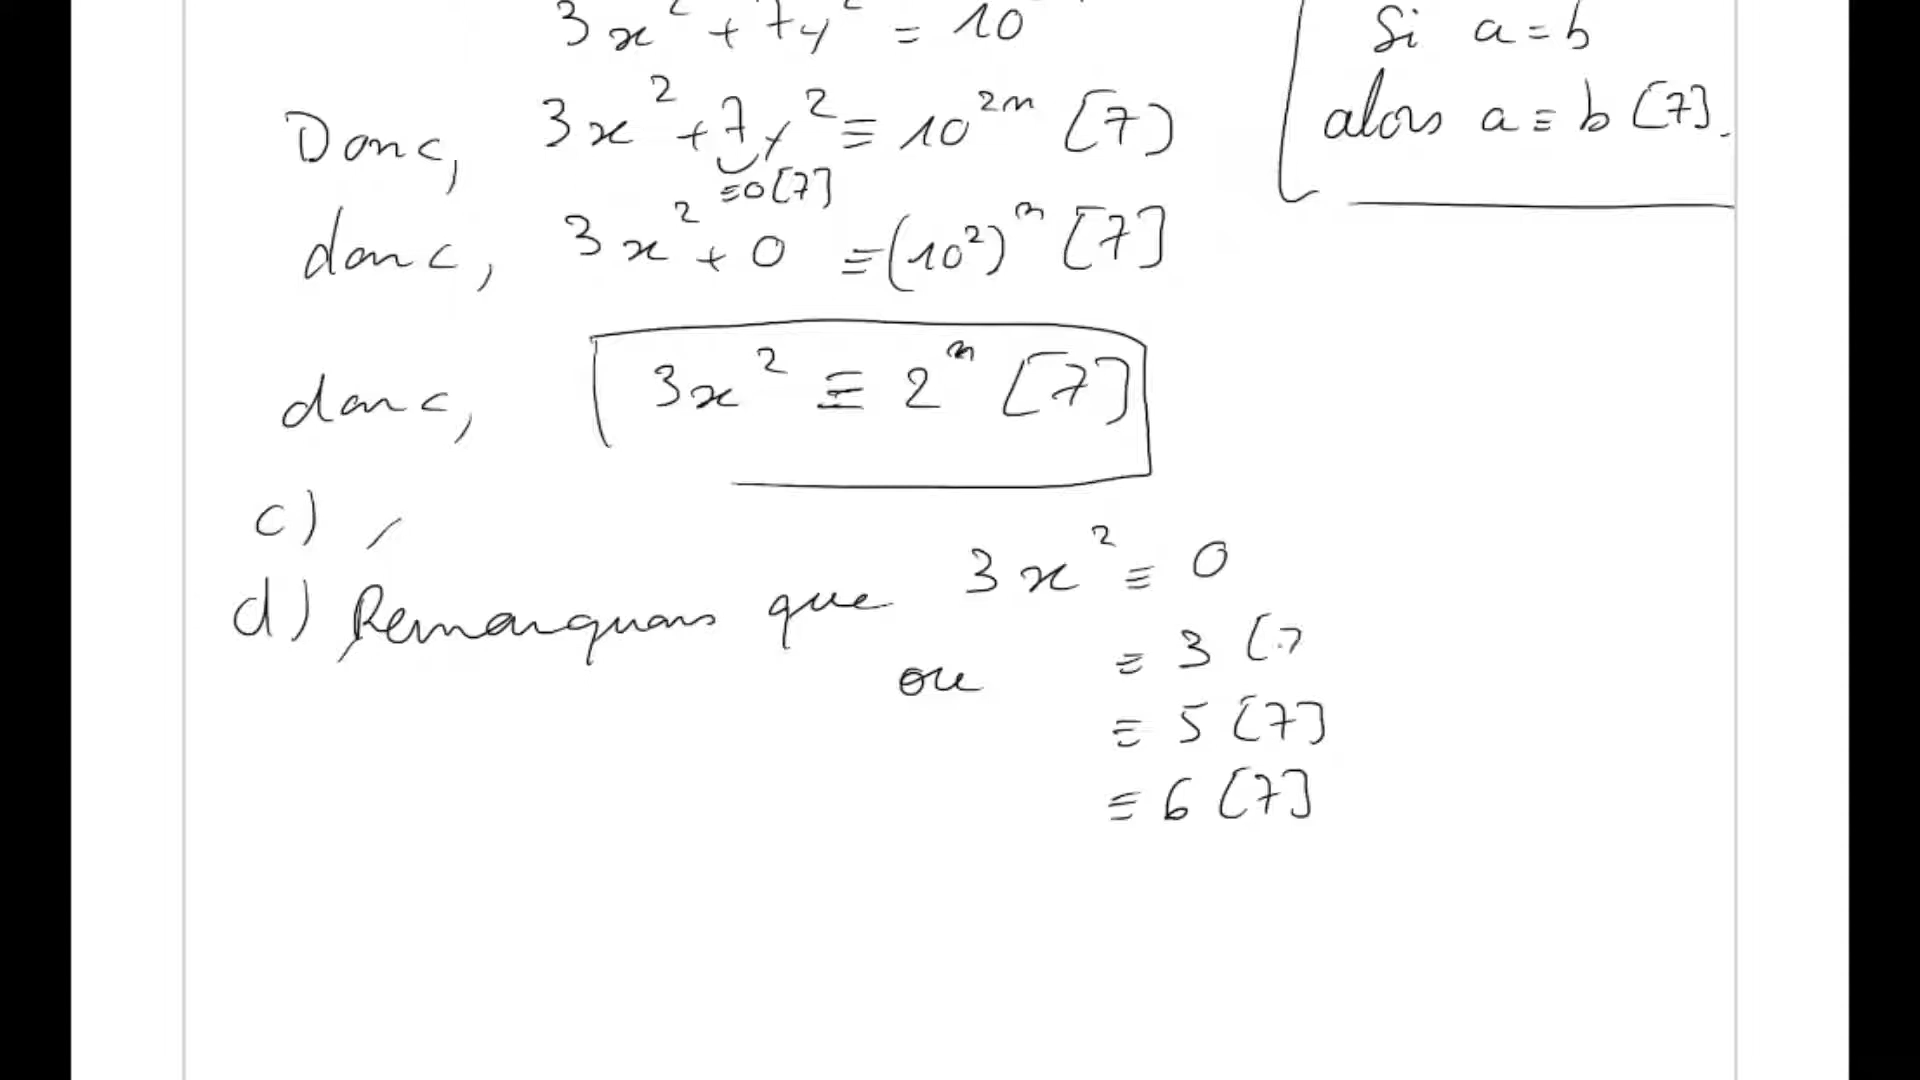 3x² + 7y² = 10
Si a = b
Donc, 3x² + 7y² ≡ 10²ⁿ [7]
alors a ≡ b [7].
≡0[7]
donc, 3x² + 0 ≡ (10²)ⁿ [7]
donc, 3x² ≡ 2ⁿ [7]
c)
d) Remarquons que 3x² ≡ 0
ou ≡ 3 [7
≡ 5 [7]
≡ 6 [7]